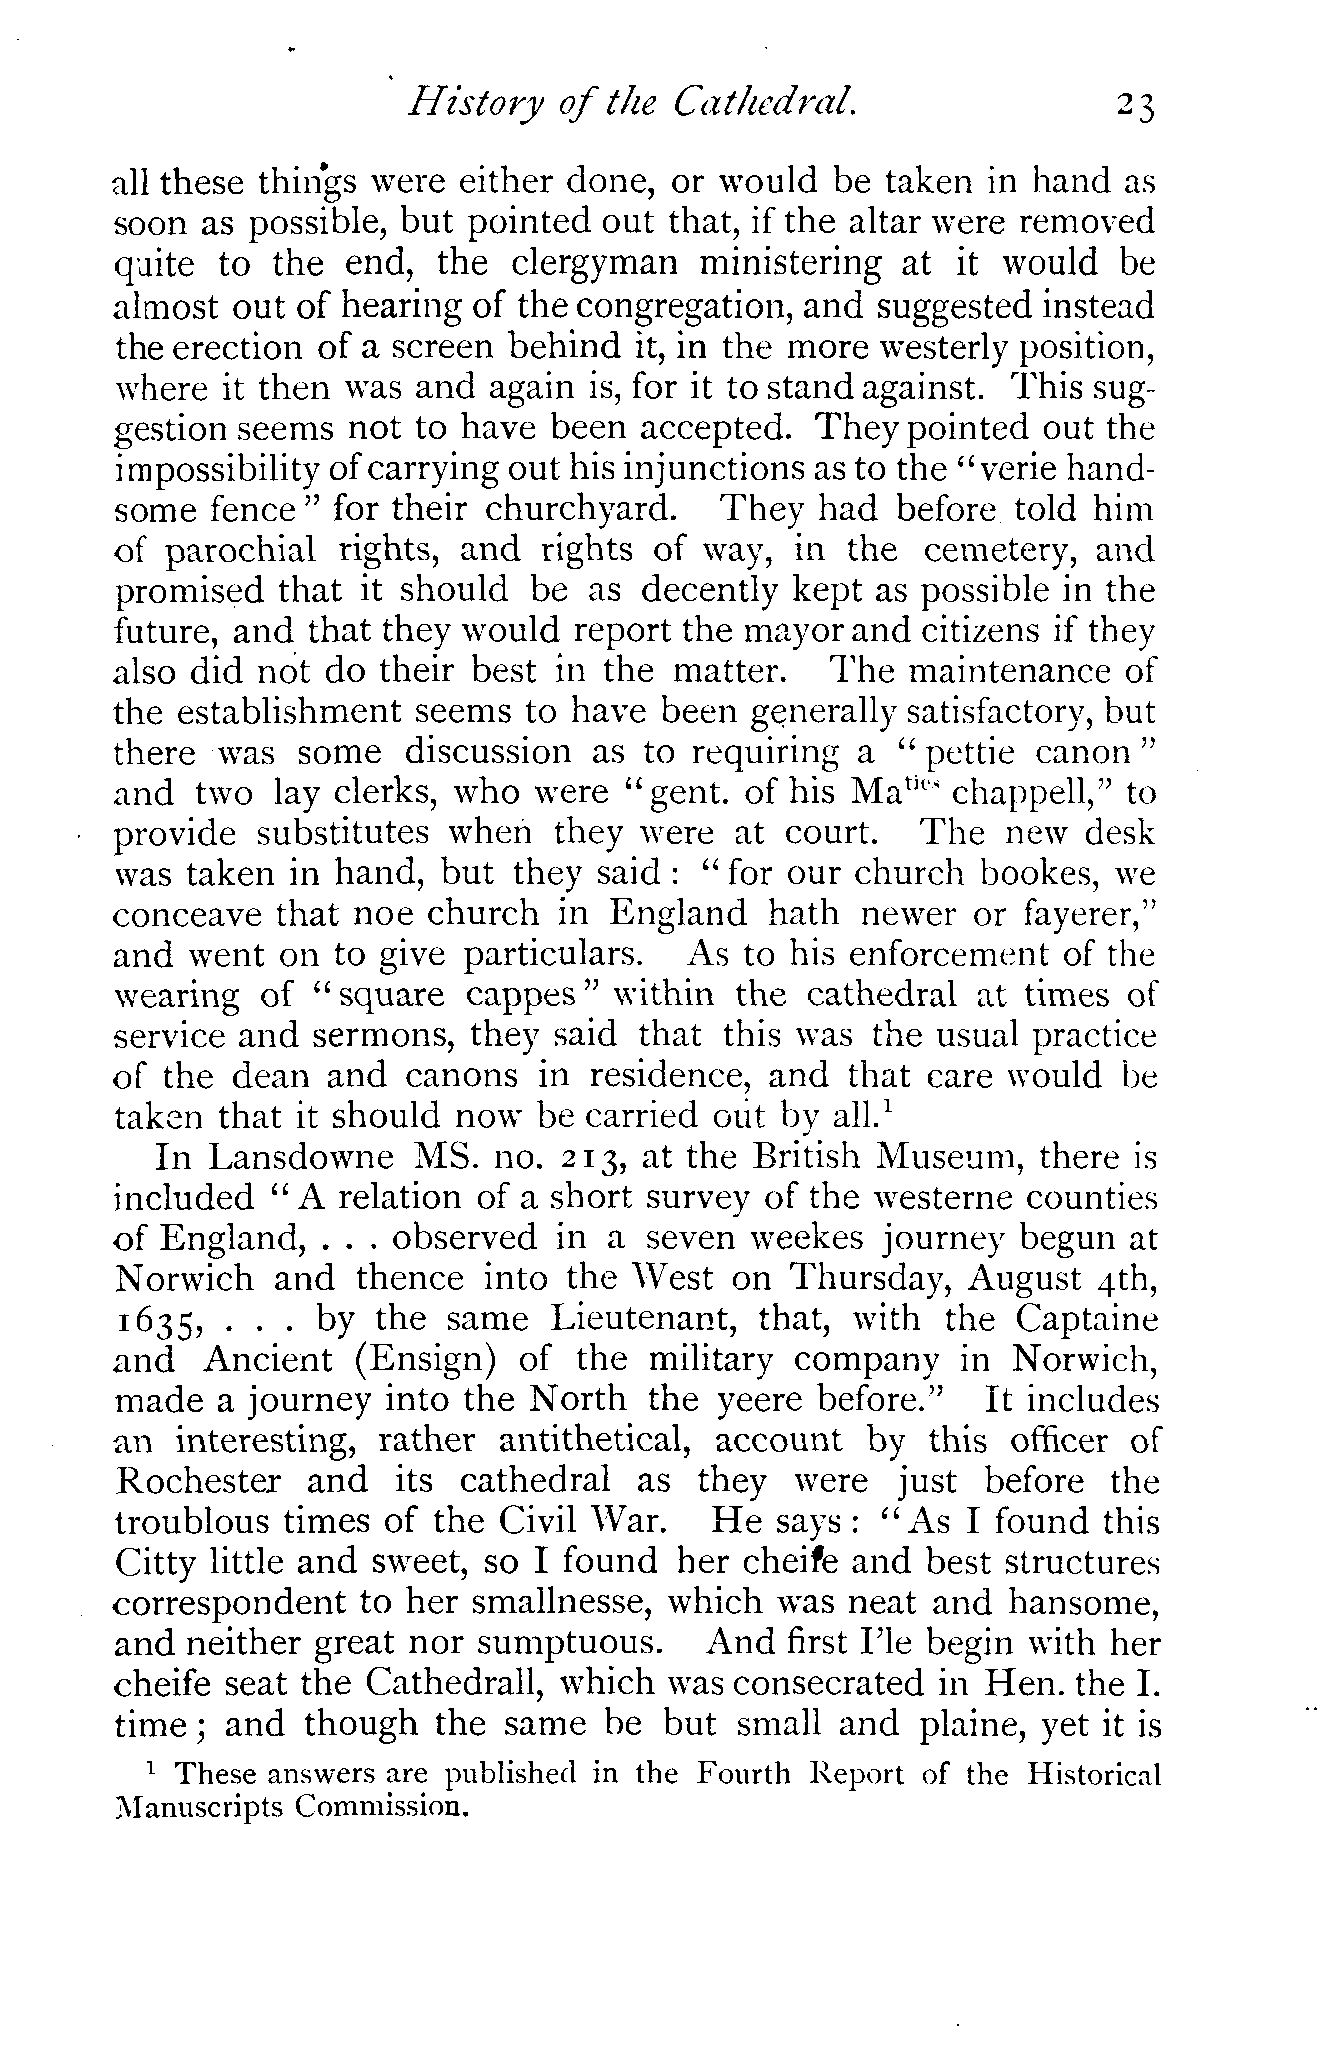 History of the Cathedral. 23
all these things were either done, or would be taken in hand as
soon as possible, but pointed out that, if the altar were removed
quite to the end, the clergyman ministering at it would be
almost out of hearing of the congregation, and suggested instead
the erection of a screen behind it, in the more westerly position,
where it then was and again is, for it to stand against. This sug-
gestion seems not to have been accepted. They pointed out the
impossibility of carrying out his injunctions as to the “verie hand-
some fence” for their churchyard. They had before told him
of parochial rights, and rights of way, in the cemetery, and
promised that it should be as decently kept as possible in the
future, and that they would report the mayor and citizens if they
also did not do their best in the matter. The maintenance of
the establishment seems to have been generally satisfactory, but
there was some discussion as to requiring a “pettie canon”
and two lay clerks, who were “gent. of his Maᵗⁱᵉˢ chappell,” to
provide substitutes when they were at court. The new desk
was taken in hand, but they said : “for our church bookes, we
conceave that noe church in England hath newer or fayerer,”
and went on to give particulars. As to his enforcement of the
wearing of “square cappes” within the cathedral at times of
service and sermons, they said that this was the usual practice
of the dean and canons in residence, and that care would be
taken that it should now be carried out by all.¹
In Lansdowne MS. no. 213, at the British Museum, there is
included “A relation of a short survey of the westerne counties
of England, . . . observed in a seven weekes journey begun at
Norwich and thence into the West on Thursday, August 4th,
1635, . . . by the same Lieutenant, that, with the Captaine
and Ancient (Ensign) of the military company in Norwich,
made a journey into the North the yeere before.” It includes
an interesting, rather antithetical, account by this officer of
Rochester and its cathedral as they were just before the
troublous times of the Civil War. He says : “As I found this
Citty little and sweet, so I found her cheife and best structures
correspondent to her smallnesse, which was neat and hansome,
and neither great nor sumptuous. And first I’le begin with her
cheife seat the Cathedrall, which was consecrated in Hen. the I.
time ; and though the same be but small and plaine, yet it is
¹ These answers are published in the Fourth Report of the Historical
Manuscripts Commission.